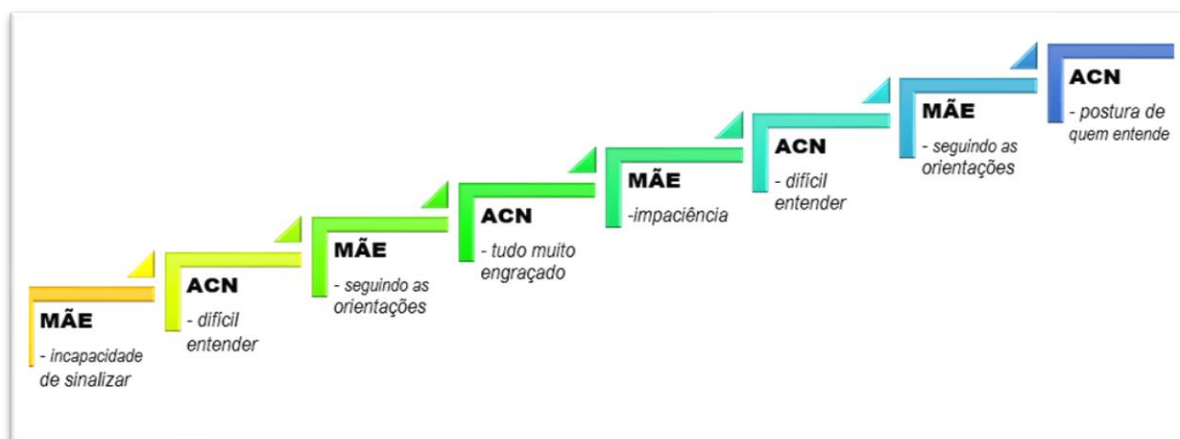 MÃE
- incapacidade
de sinalizar
ACN
- difícil
entender
MÃE
- seguindo as
orientações
ACN
- tudo muito
engraçado
MÃE
-impaciência
ACN
- difícil
entender
MÃE
- seguindo as
orientações
ACN
- postura de
quem entende